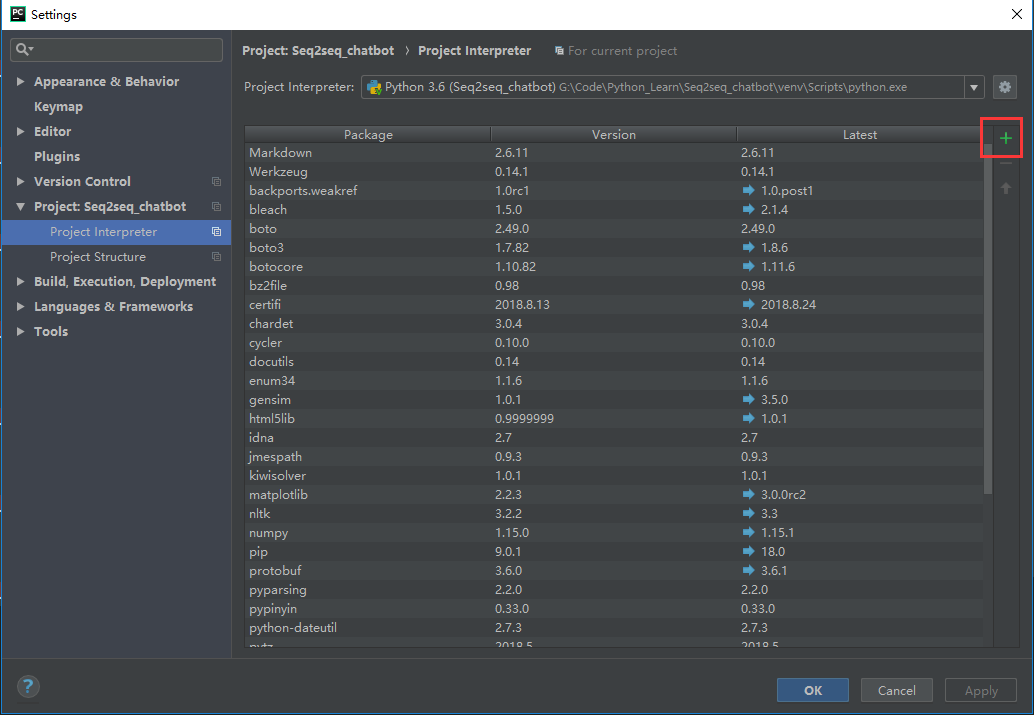 PC Settings
Project: Seq2seq_chatbot › Project Interpreter For current project
Appearance & Behavior
Keymap
Editor
Plugins
Version Control
Project: Seq2seq_chatbot
Project Interpreter
Project Structure
Build, Execution, Deployment
Languages & Frameworks
Tools
Project Interpreter: Python 3.6 (Seq2seq_chatbot) G:\Code\Python_Learn\Seq2seq_chatbot\venv\Scripts\python.exe
Package Version Latest
Markdown 2.6.11 2.6.11
Werkzeug 0.14.1 0.14.1
backports.weakref 1.0rc1 1.0.post1
bleach 1.5.0 2.1.4
boto 2.49.0 2.49.0
boto3 1.7.82 1.8.6
botocore 1.10.82 1.11.6
bz2file 0.98 0.98
certifi 2018.8.13 2018.8.24
chardet 3.0.4 3.0.4
cycler 0.10.0 0.10.0
docutils 0.14 0.14
enum34 1.1.6 1.1.6
gensim 1.0.1 3.5.0
html5lib 0.9999999 1.0.1
idna 2.7 2.7
jmespath 0.9.3 0.9.3
kiwisolver 1.0.1 1.0.1
matplotlib 2.2.3 3.0.0rc2
nltk 3.2.2 3.3
numpy 1.15.0 1.15.1
pip 9.0.1 18.0
protobuf 3.6.0 3.6.1
pyparsing 2.2.0 2.2.0
pypinyin 0.33.0 0.33.0
python-dateutil 2.7.3 2.7.3
pytz 2018.5 2018.5
? OK Cancel Apply